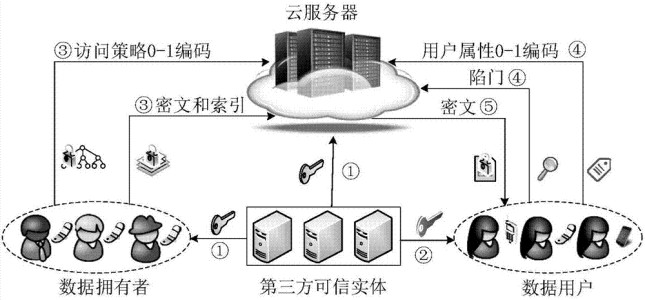 云服务器
③访问策略0-1编码
用户属性0-1编码④
陷门④
③密文和索引
密文⑤
①
①
②
数据拥有者
第三方可信实体
数据用户